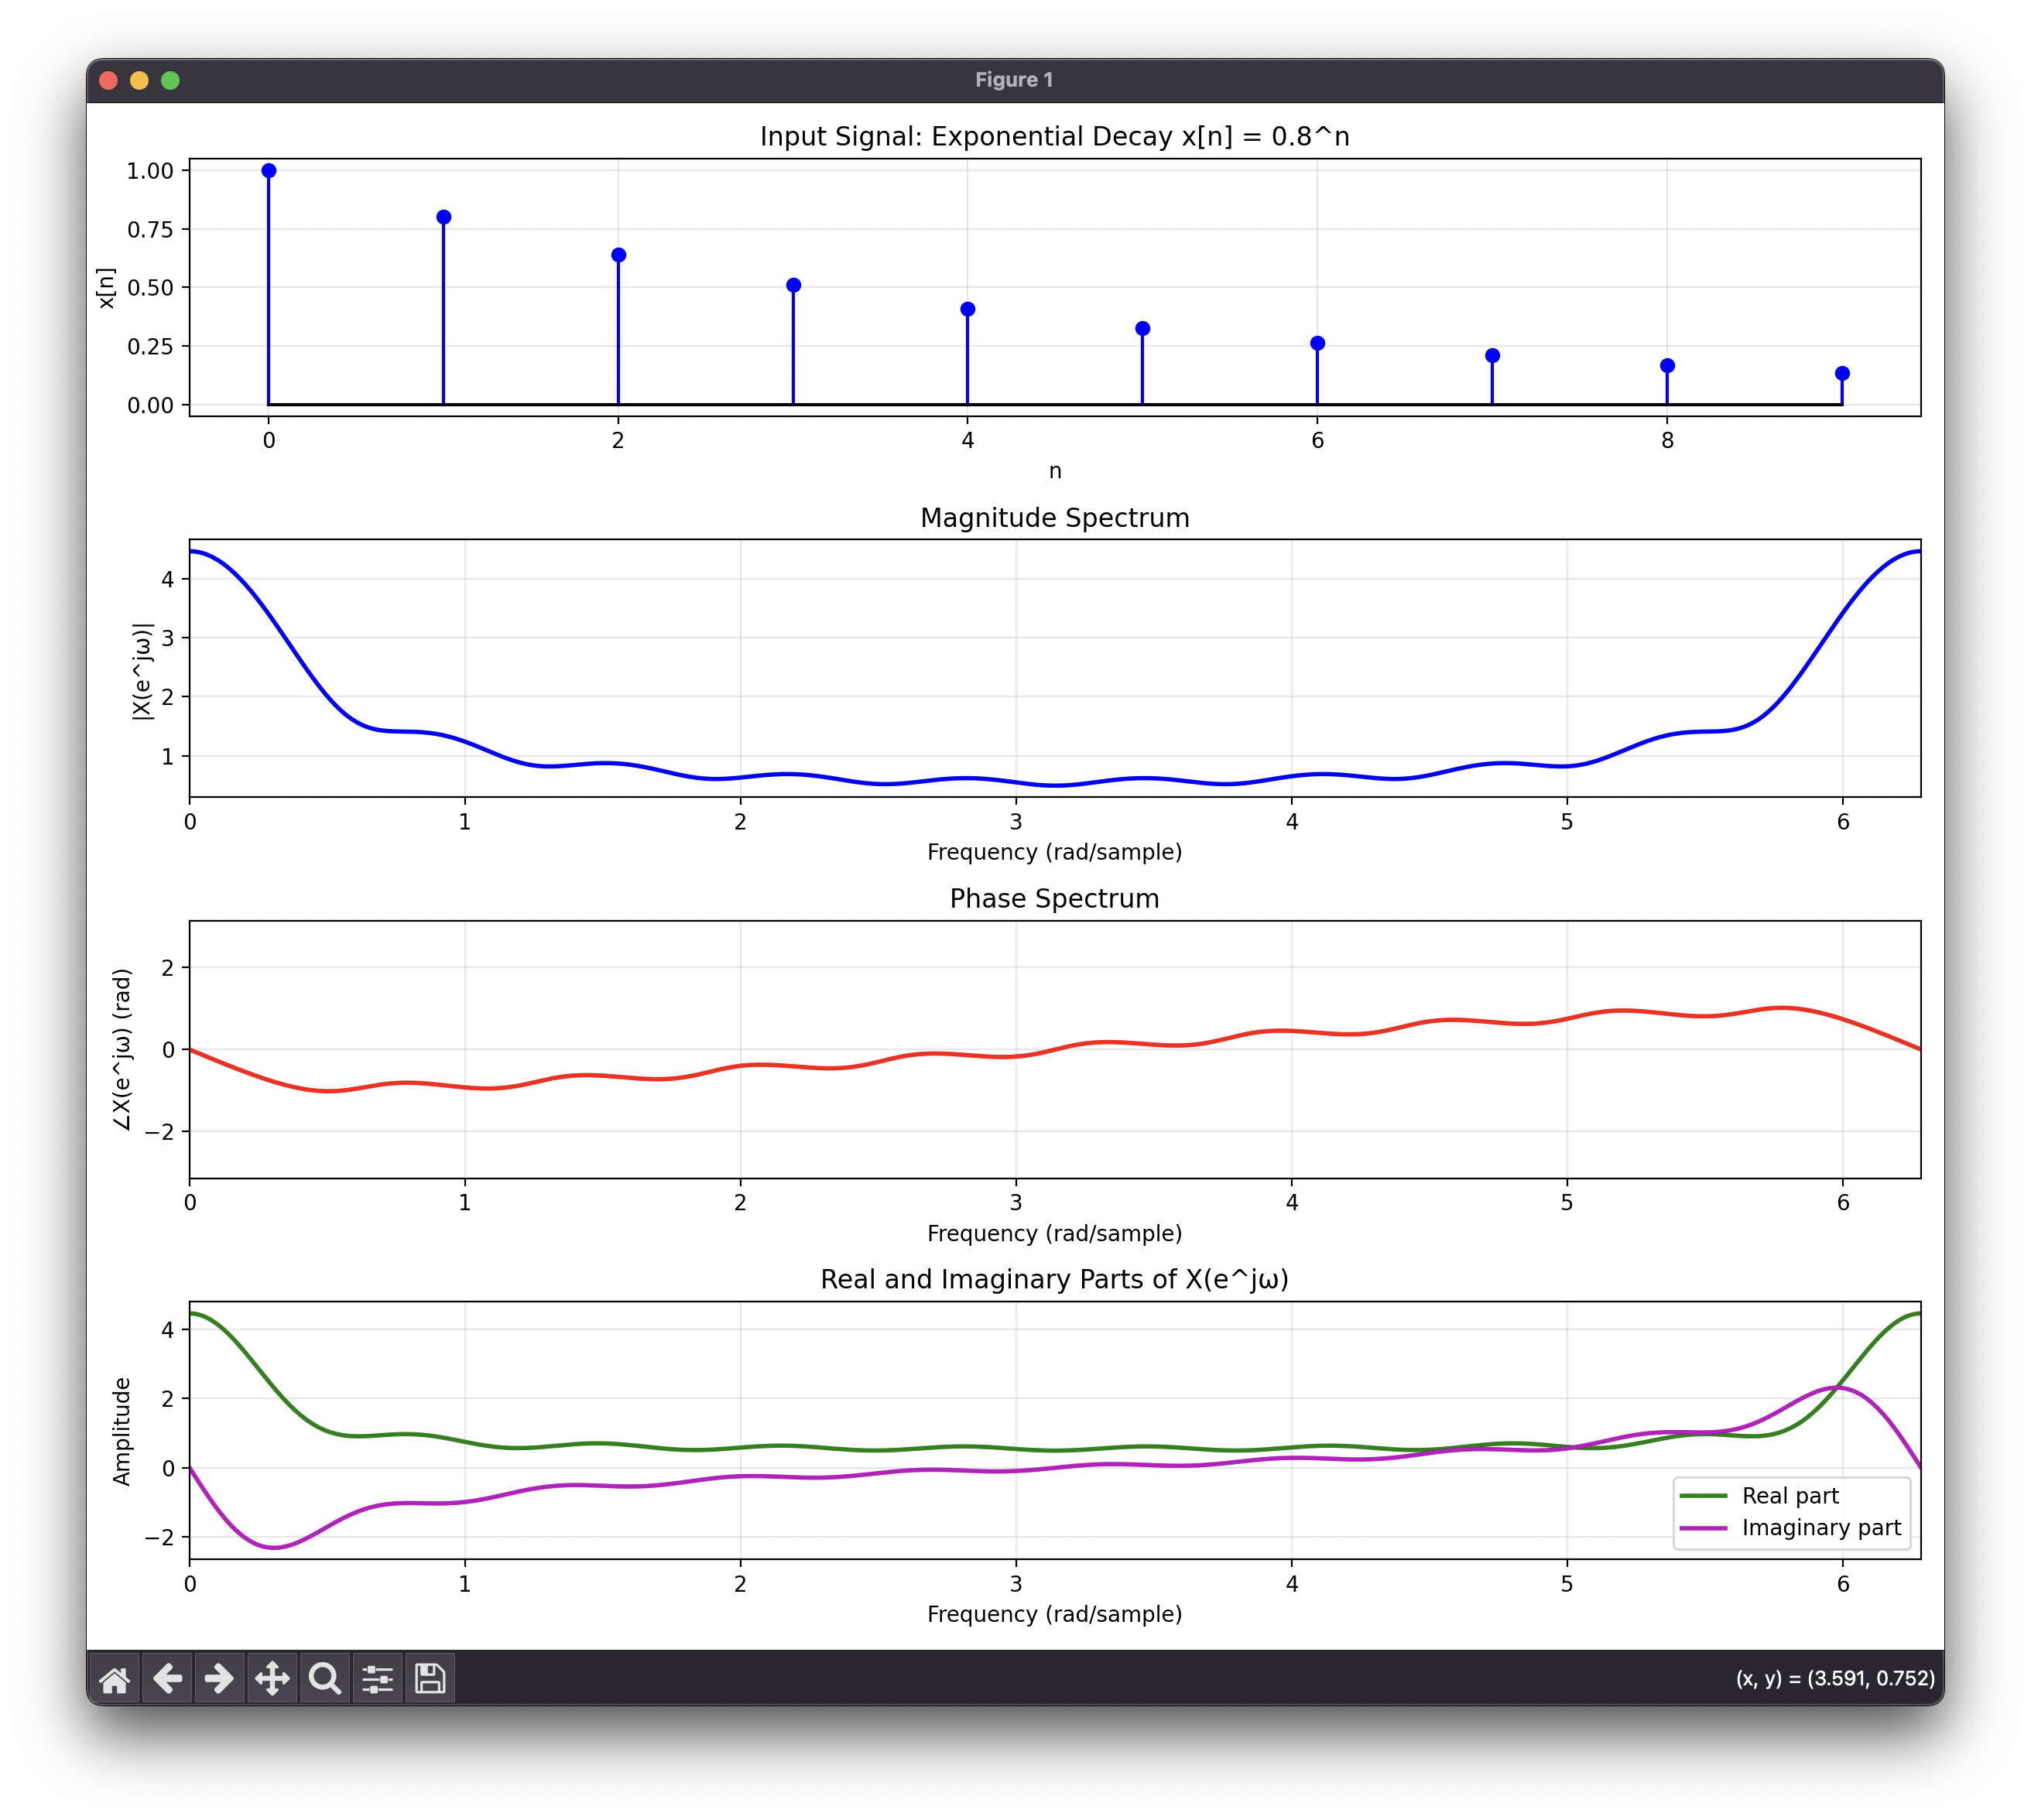 Figure 1
Input Signal: Exponential Decay x[n] = 0.8^n
1.00
0.75
0.50
0.25
0.00
x[n]
0 2 4 6 8
n
Magnitude Spectrum
4
3
2
1
|X(e^jω)|
0 1 2 3 4 5 6
Frequency (rad/sample)
Phase Spectrum
2
0
−2
∠X(e^jω) (rad)
0 1 2 3 4 5 6
Frequency (rad/sample)
Real and Imaginary Parts of X(e^jω)
4
2
0
−2
Amplitude
Real part
Imaginary part
0 1 2 3 4 5 6
Frequency (rad/sample)
(x, y) = (3.591, 0.752)